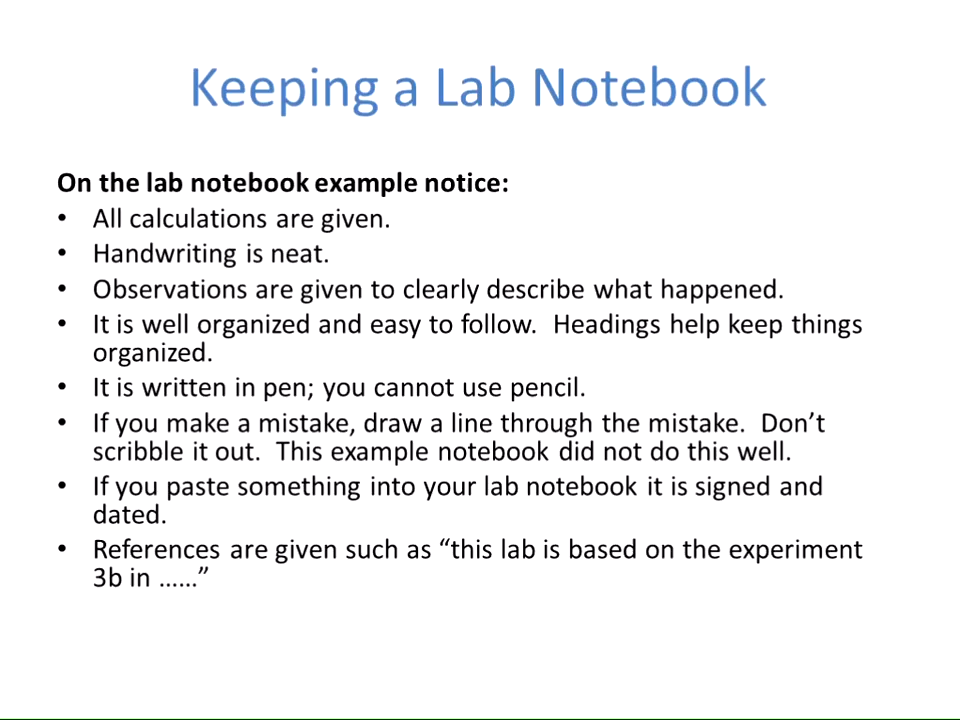 Keeping a Lab Notebook
On the lab notebook example notice:
• All calculations are given.
• Handwriting is neat.
• Observations are given to clearly describe what happened.
• It is well organized and easy to follow.  Headings help keep things
organized.
• It is written in pen; you cannot use pencil.
• If you make a mistake, draw a line through the mistake.  Don’t
scribble it out.  This example notebook did not do this well.
• If you paste something into your lab notebook it is signed and
dated.
• References are given such as “this lab is based on the experiment
3b in ……”